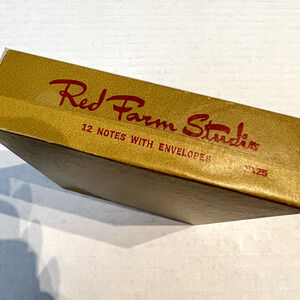 Red Farm Studio
12 NOTES WITH ENVELOPES